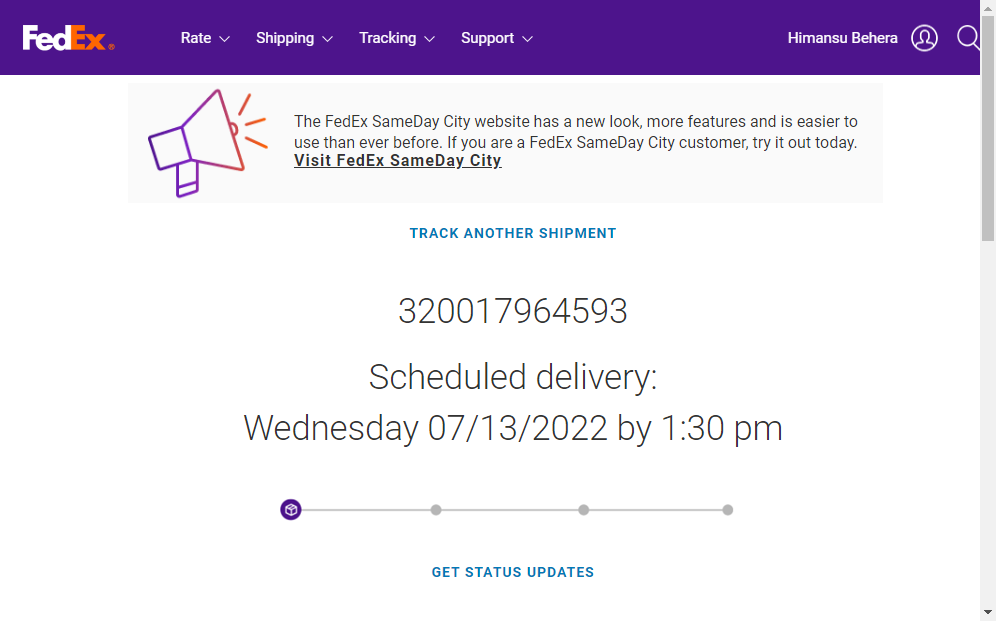 FedEx®
Rate
Shipping
Tracking
Support
Himansu Behera
The FedEx SameDay City website has a new look, more features and is easier to
use than ever before. If you are a FedEx SameDay City customer, try it out today.
Visit FedEx SameDay City
TRACK ANOTHER SHIPMENT
320017964593
Scheduled delivery:
Wednesday 07/13/2022 by 1:30 pm
GET STATUS UPDATES